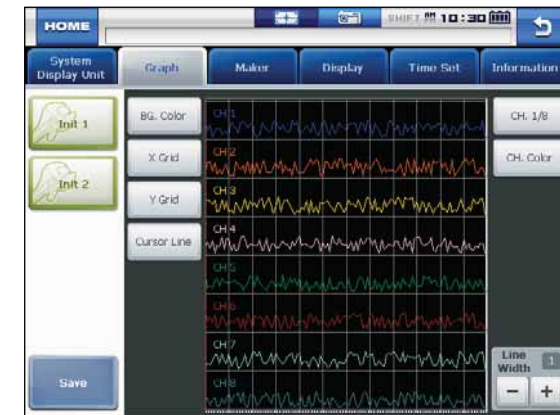 HOME
SHIFT PM 10:30
System
Display Unit
Graph
Maker
Display
Time Set
Information
Init 1
Init 2
Save
BG. Color
X Grid
Y Grid
Cursor Line
CH 1
CH 2
CH 3
CH 4
CH 5
CH 6
CH 7
CH 8
CH. 1/8
CH. Color
Line
Width
1
− +